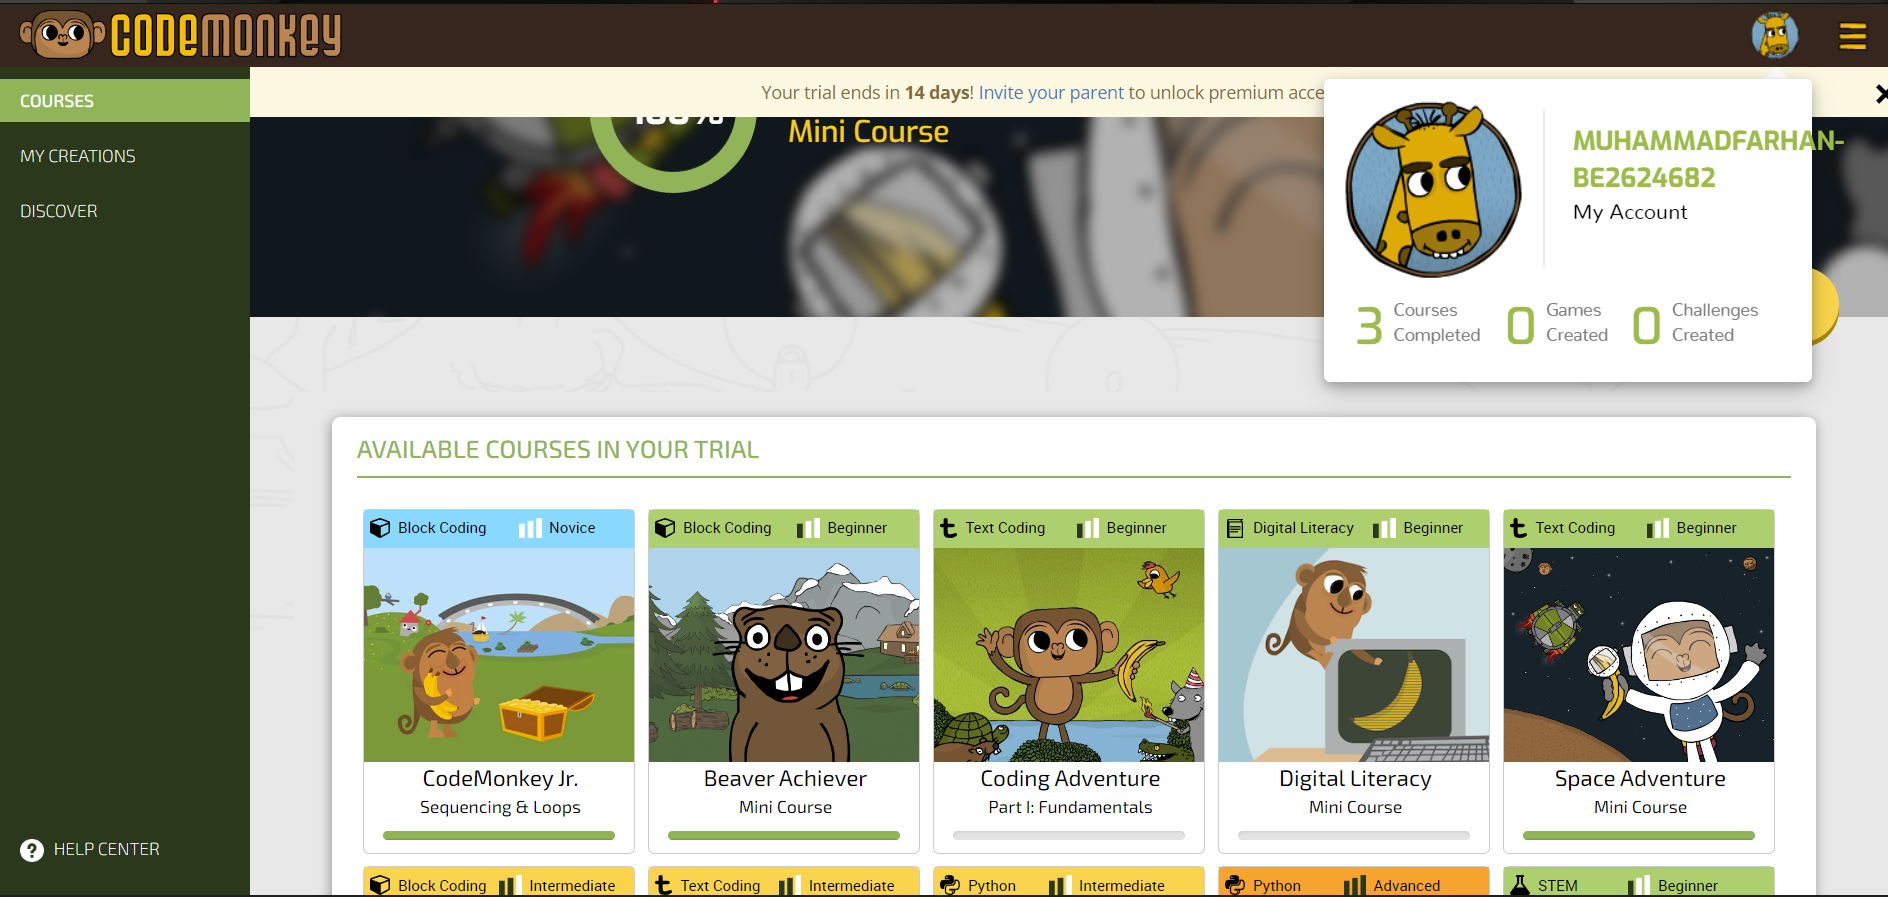 CODEMONKEY
COURSES
MY CREATIONS
DISCOVER
HELP CENTER
Your trial ends in 14 days! Invite your parent to unlock premium acce
100%
Mini Course
MUHAMMADFARHAN-
BE2624682
My Account
3 Courses Completed
0 Games Created
0 Challenges Created
AVAILABLE COURSES IN YOUR TRIAL
Block Coding Novice
CodeMonkey Jr.
Sequencing & Loops
Block Coding Beginner
Beaver Achiever
Mini Course
Text Coding Beginner
Coding Adventure
Part I: Fundamentals
Digital Literacy Beginner
Digital Literacy
Mini Course
Text Coding Beginner
Space Adventure
Mini Course
Block Coding Intermediate
Text Coding Intermediate
Python Intermediate
Python Advanced
STEM Beginner